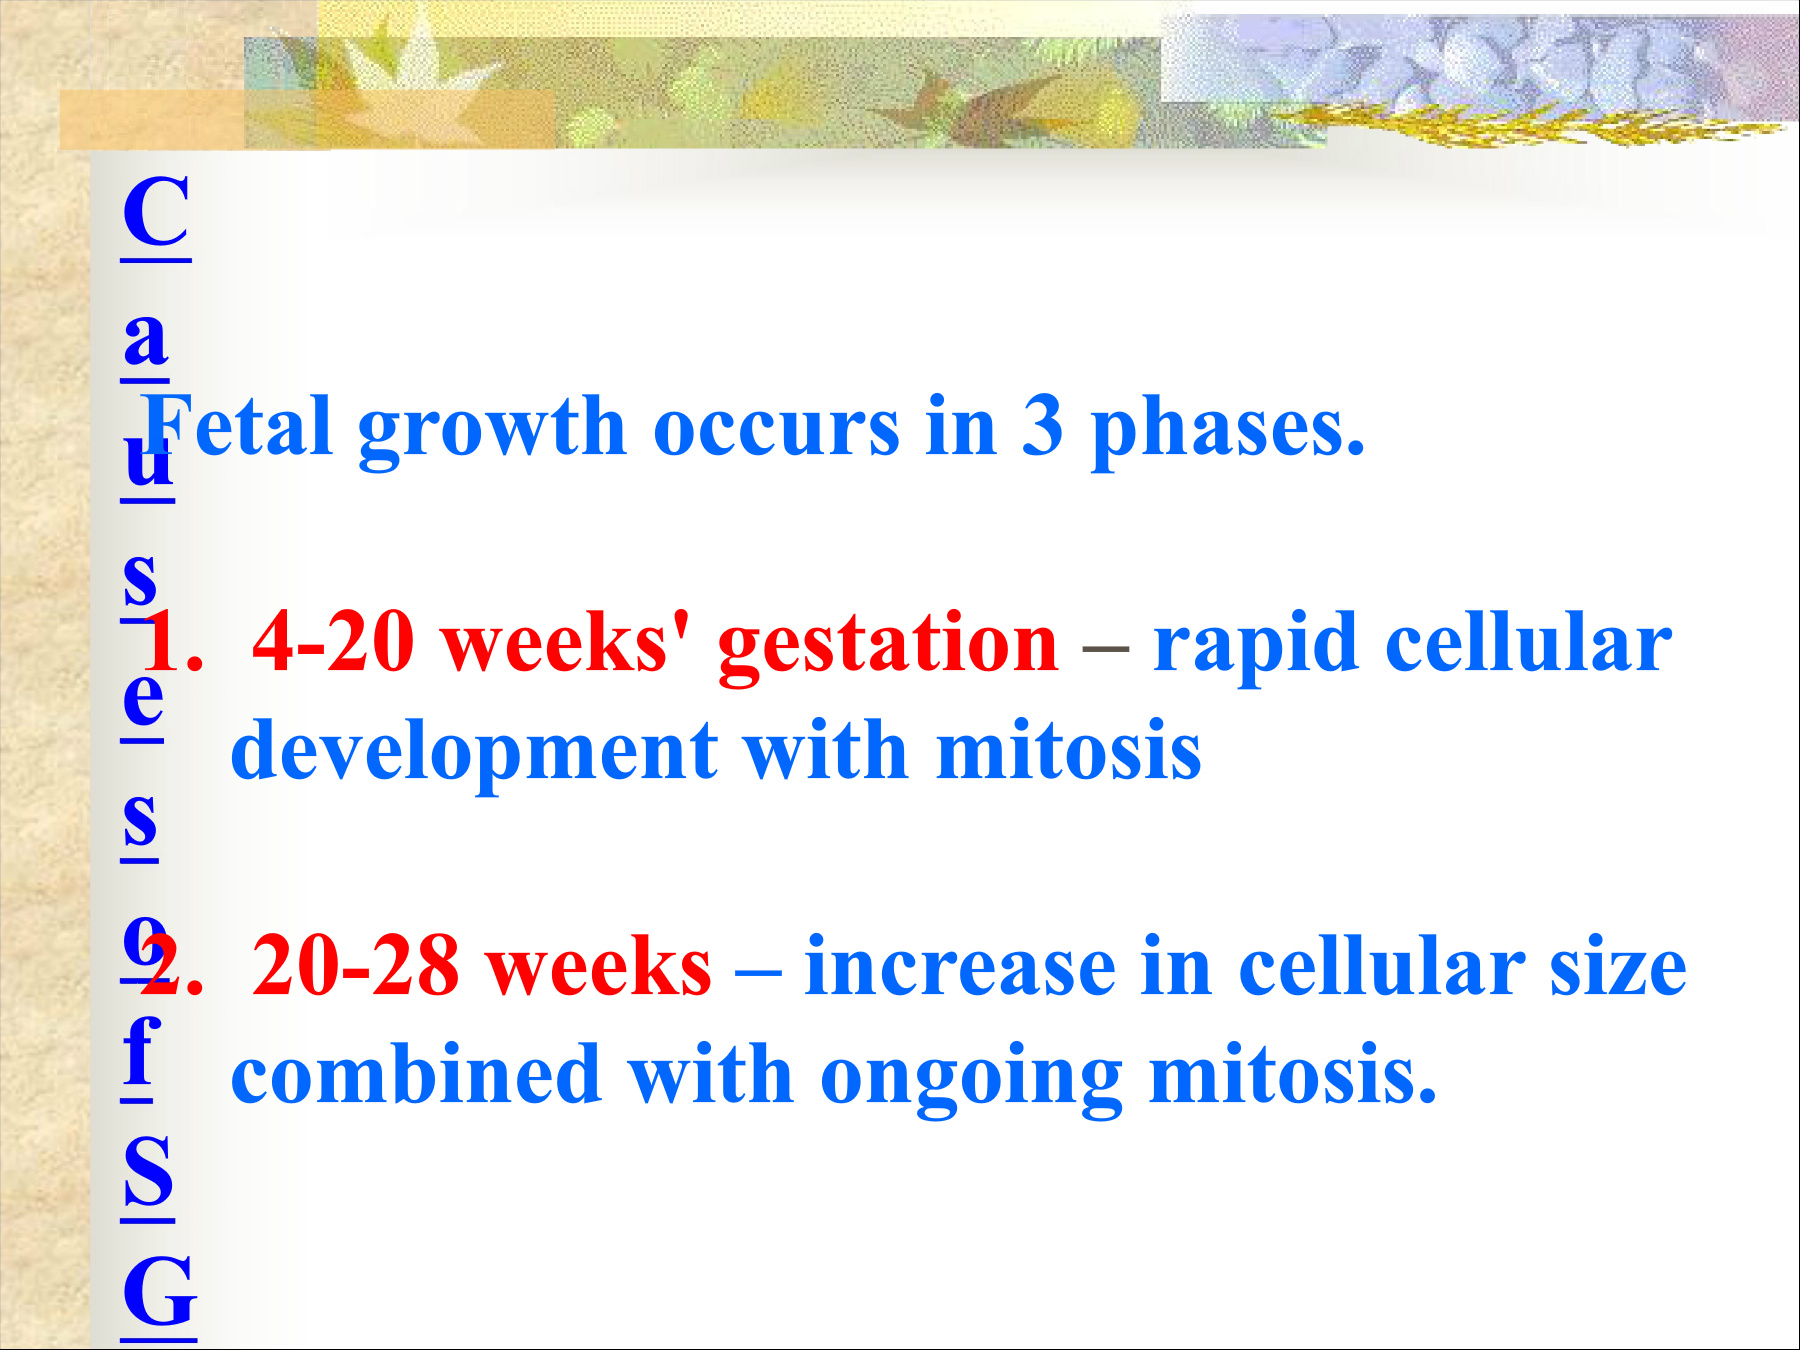 C
a
u
s
e
s
o
f
S
G
Fetal growth occurs in 3 phases.
1. 4-20 weeks' gestation – rapid cellular
development with mitosis
2. 20-28 weeks – increase in cellular size
combined with ongoing mitosis.